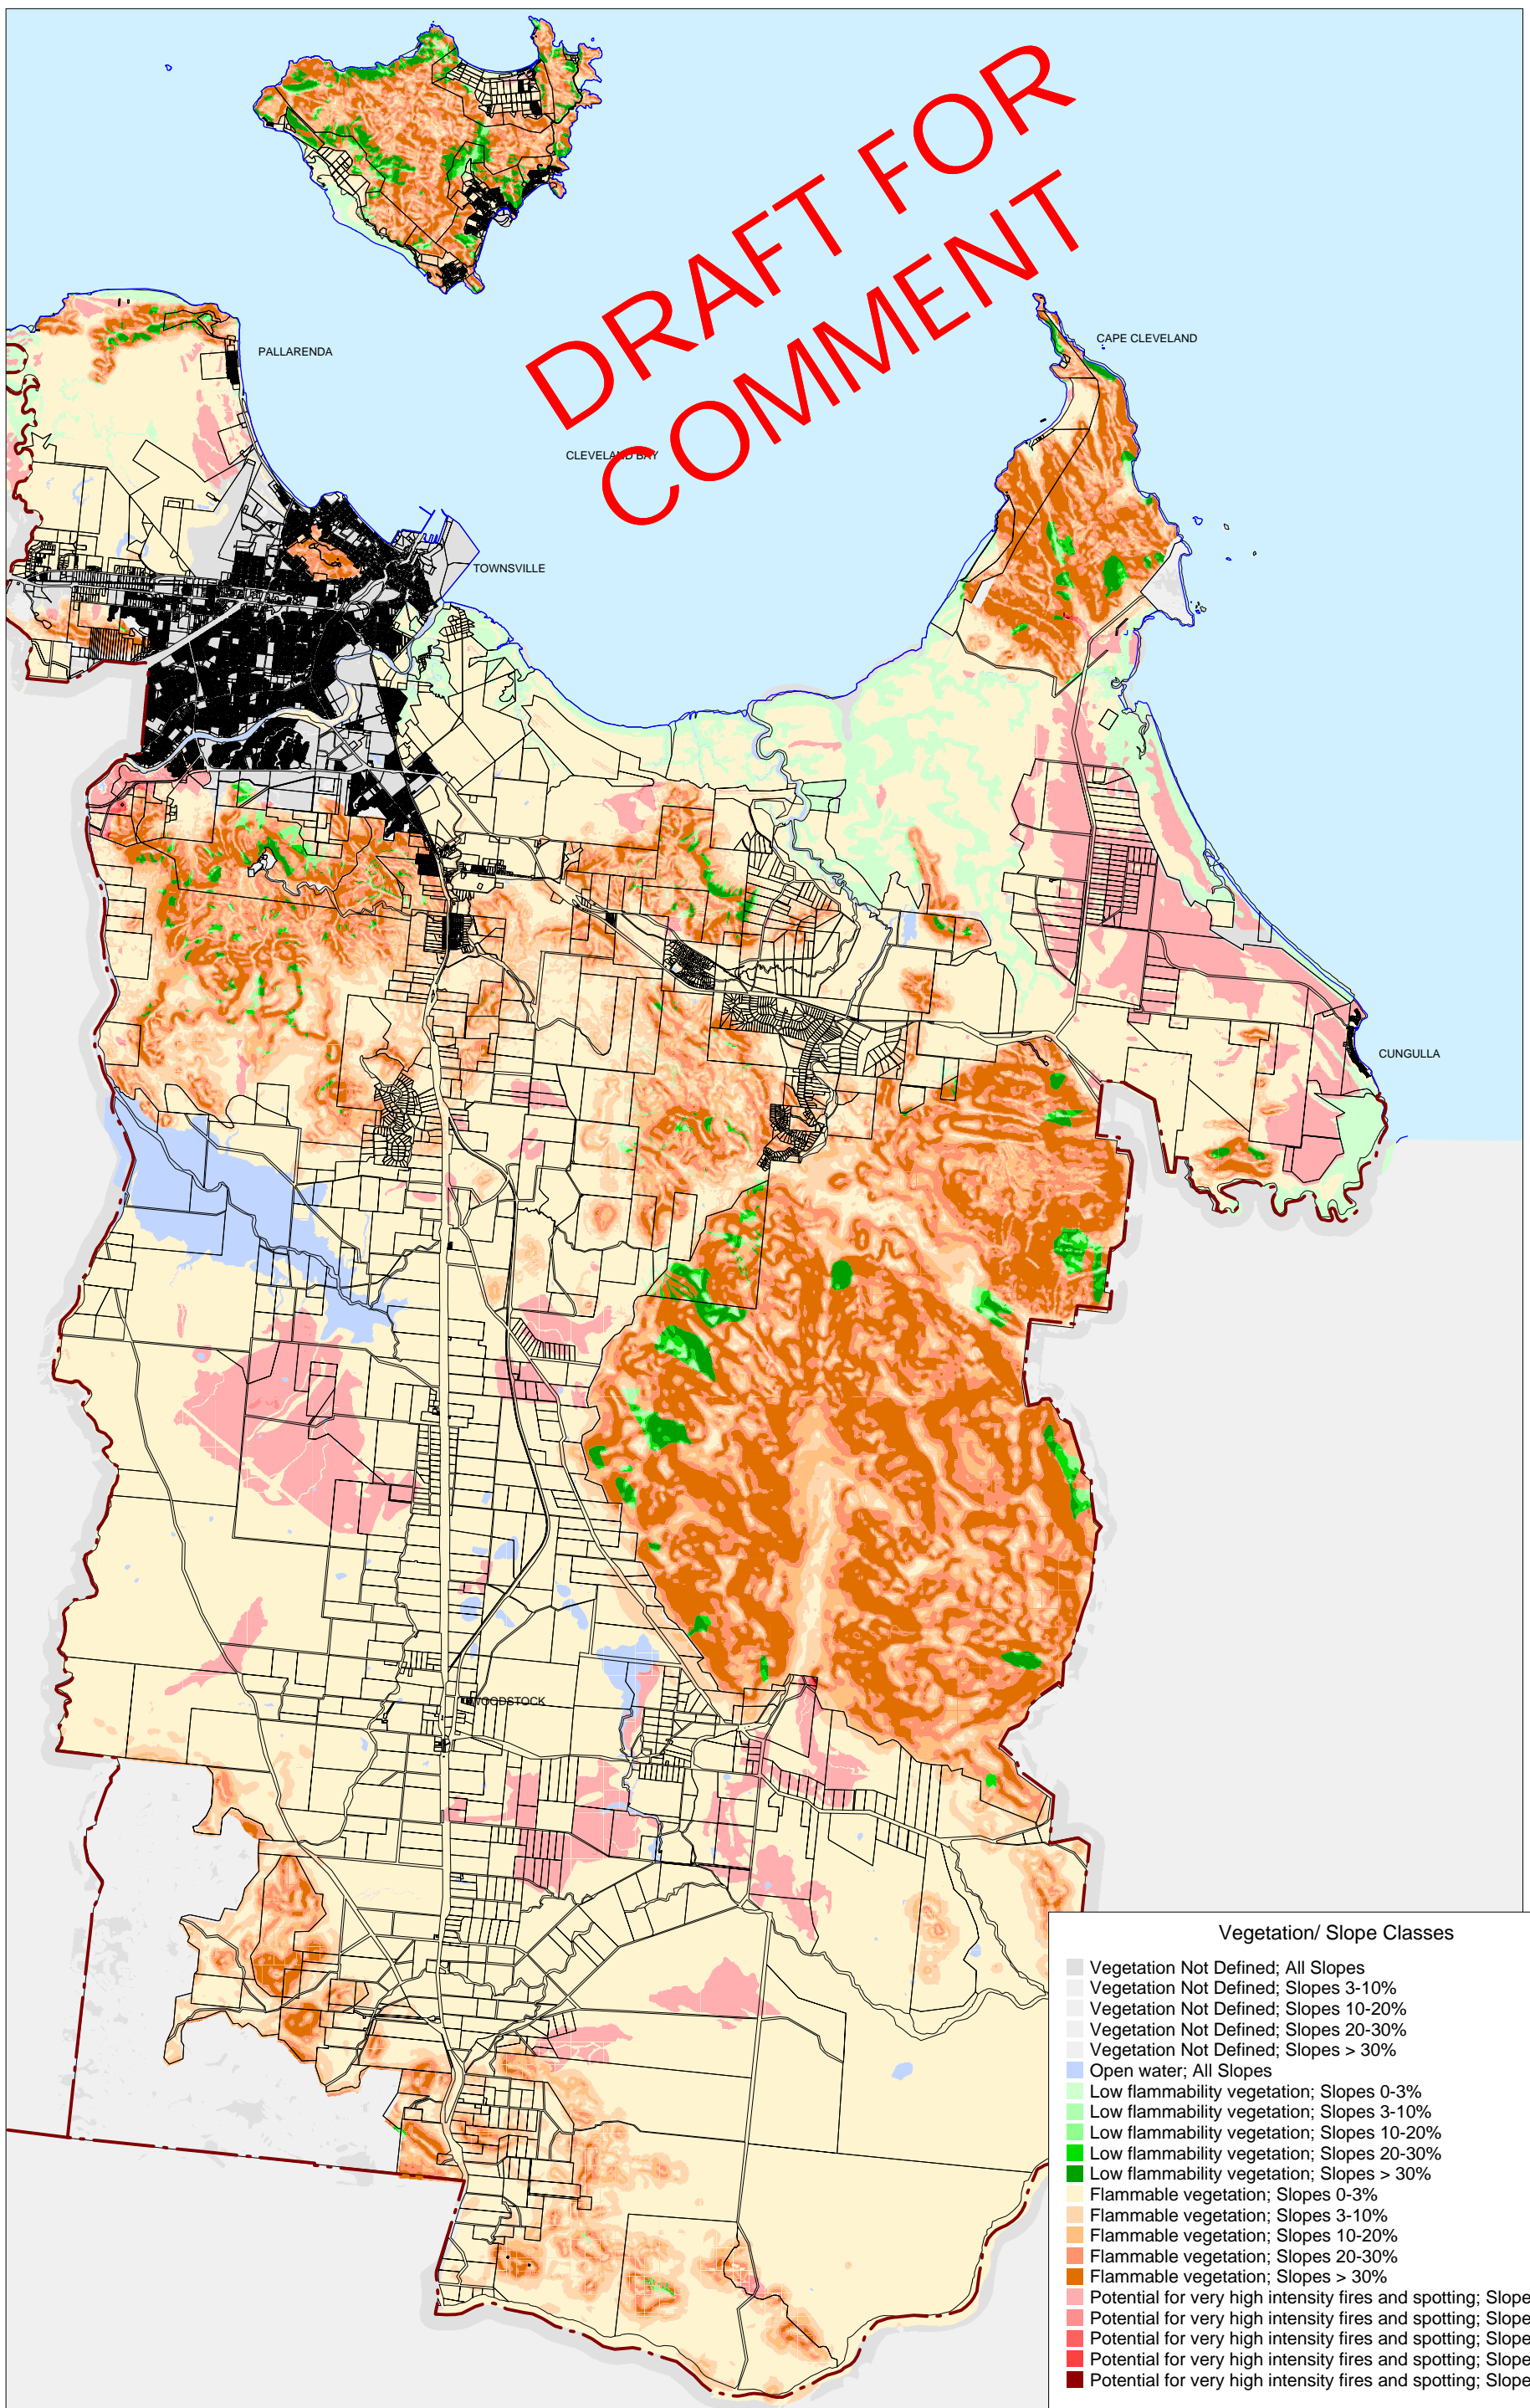 DRAFT FOR
COMMENT
PALLARENDA
CAPE CLEVELAND
CLEVELAND BAY
TOWNSVILLE
CUNGULLA
WOODSTOCK
Vegetation/ Slope Classes
Vegetation Not Defined; All Slopes
Vegetation Not Defined; Slopes 3-10%
Vegetation Not Defined; Slopes 10-20%
Vegetation Not Defined; Slopes 20-30%
Vegetation Not Defined; Slopes > 30%
Open water; All Slopes
Low flammability vegetation; Slopes 0-3%
Low flammability vegetation; Slopes 3-10%
Low flammability vegetation; Slopes 10-20%
Low flammability vegetation; Slopes 20-30%
Low flammability vegetation; Slopes > 30%
Flammable vegetation; Slopes 0-3%
Flammable vegetation; Slopes 3-10%
Flammable vegetation; Slopes 10-20%
Flammable vegetation; Slopes 20-30%
Flammable vegetation; Slopes > 30%
Potential for very high intensity fires and spotting; Slope
Potential for very high intensity fires and spotting; Slope
Potential for very high intensity fires and spotting; Slope
Potential for very high intensity fires and spotting; Slope
Potential for very high intensity fires and spotting; Slope